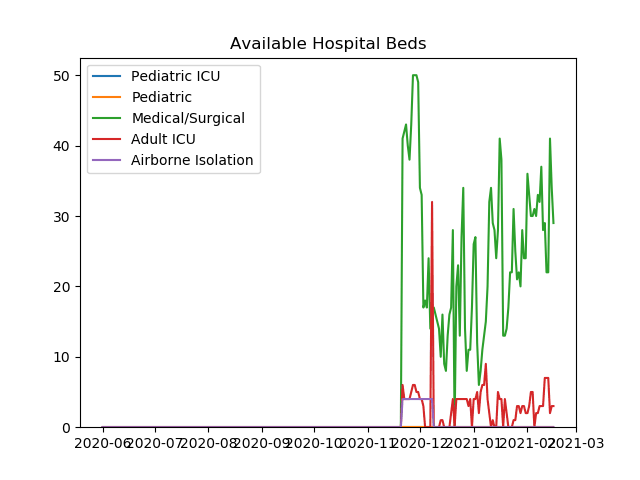 Available Hospital Beds
Pediatric ICU
Pediatric
Medical/Surgical
Adult ICU
Airborne Isolation
50
40
30
20
10
0
2020-06 2020-07 2020-08 2020-09 2020-10 2020-11 2020-12 2021-01 2021-02 2021-03